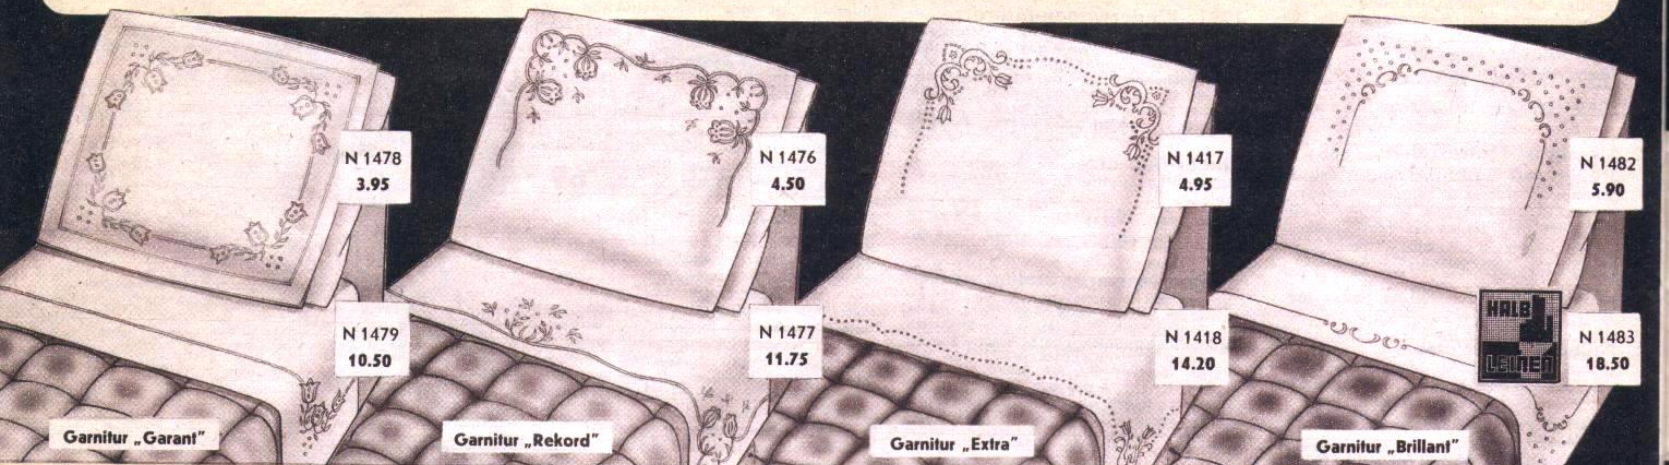 N 1478
3.95
N 1476
4.50
N 1417
4.95
N 1482
5.90
N 1479
10.50
N 1477
11.75
N 1418
14.20
HALB
LEINEN
N 1483
18.50
Garnitur „Garant"
Garnitur „Rekord"
Garnitur „Extra"
Garnitur „Brillant"